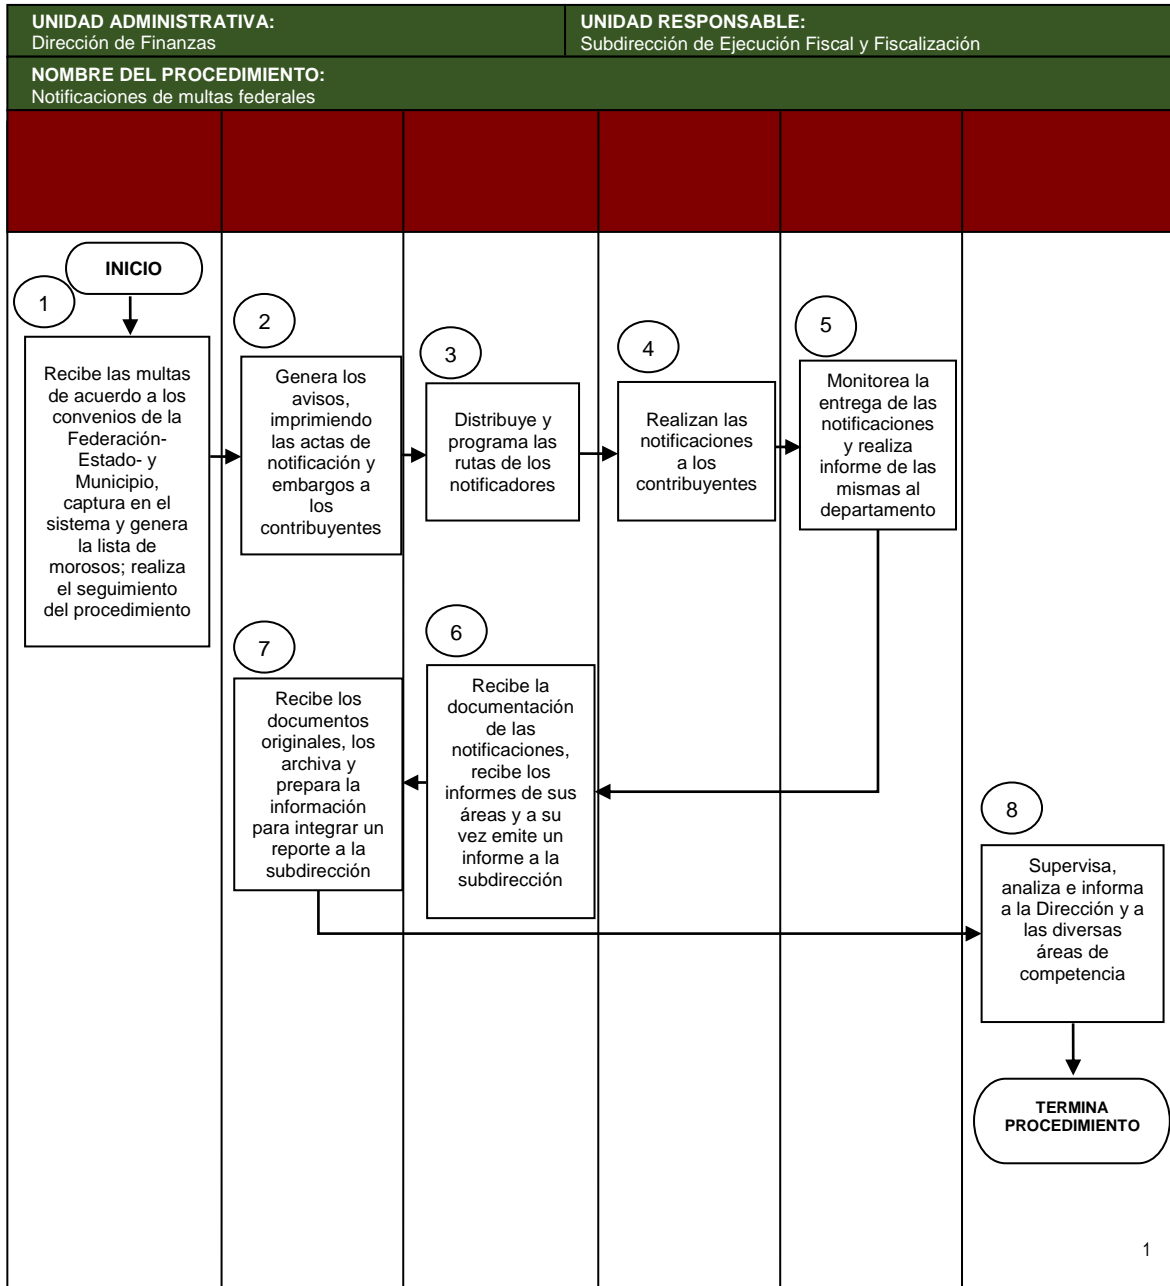 UNIDAD ADMINISTRATIVA:
Dirección de Finanzas
UNIDAD RESPONSABLE:
Subdirección de Ejecución Fiscal y Fiscalización
NOMBRE DEL PROCEDIMIENTO:
Notificaciones de multas federales
INICIO
1
Recibe las multas
de acuerdo a los
convenios de la
Federación-
Estado- y
Municipio,
captura en el
sistema y genera
la lista de
morosos; realiza
el seguimiento
del procedimiento
2
Genera los
avisos,
imprimiendo
las actas de
notificación y
embargos a
los
contribuyentes
3
Distribuye y
programa las
rutas de los
notificadores
4
Realizan las
notificaciones
a los
contribuyentes
5
Monitorea la
entrega de las
notificaciones
y realiza
informe de las
mismas al
departamento
6
Recibe la
documentación
de las
notificaciones,
recibe los
informes de sus
áreas y a su
vez emite un
informe a la
subdirección
7
Recibe los
documentos
originales, los
archiva y
prepara la
información
para integrar un
reporte a la
subdirección
8
Supervisa,
analiza e informa
a la Dirección y a
las diversas
áreas de
competencia
TERMINA
PROCEDIMIENTO
1